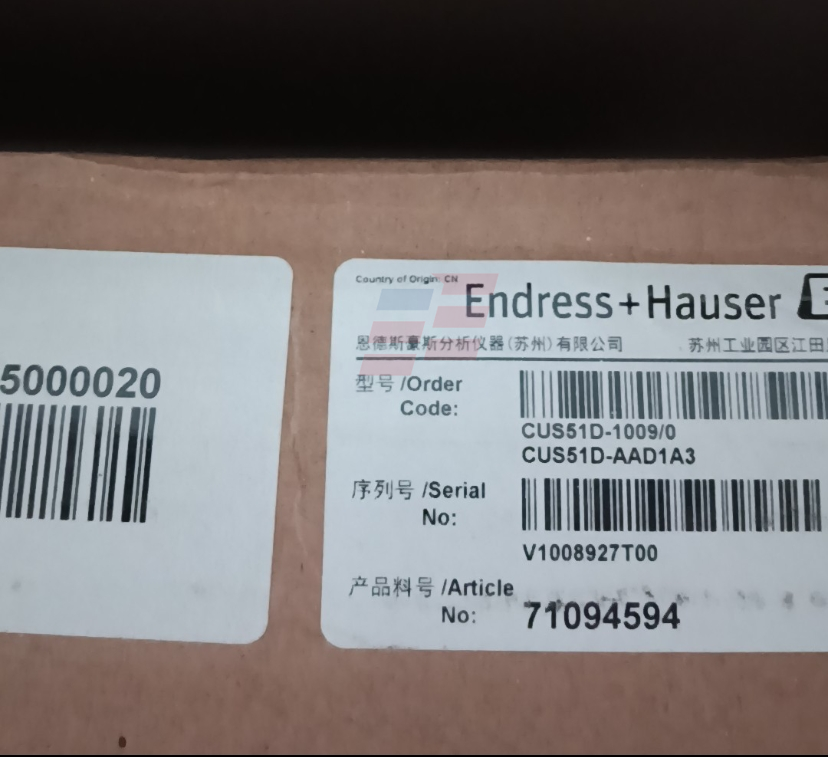 5000020
Country of Origin: CN
Endress+Hauser
恩德斯豪斯分析仪器(苏州)有限公司 苏州工业园区江田
型号/Order
Code:
CUS51D-1009/0
CUS51D-AAD1A3
序列号/Serial
No:
V1008927T00
产品料号/Article
No: 71094594